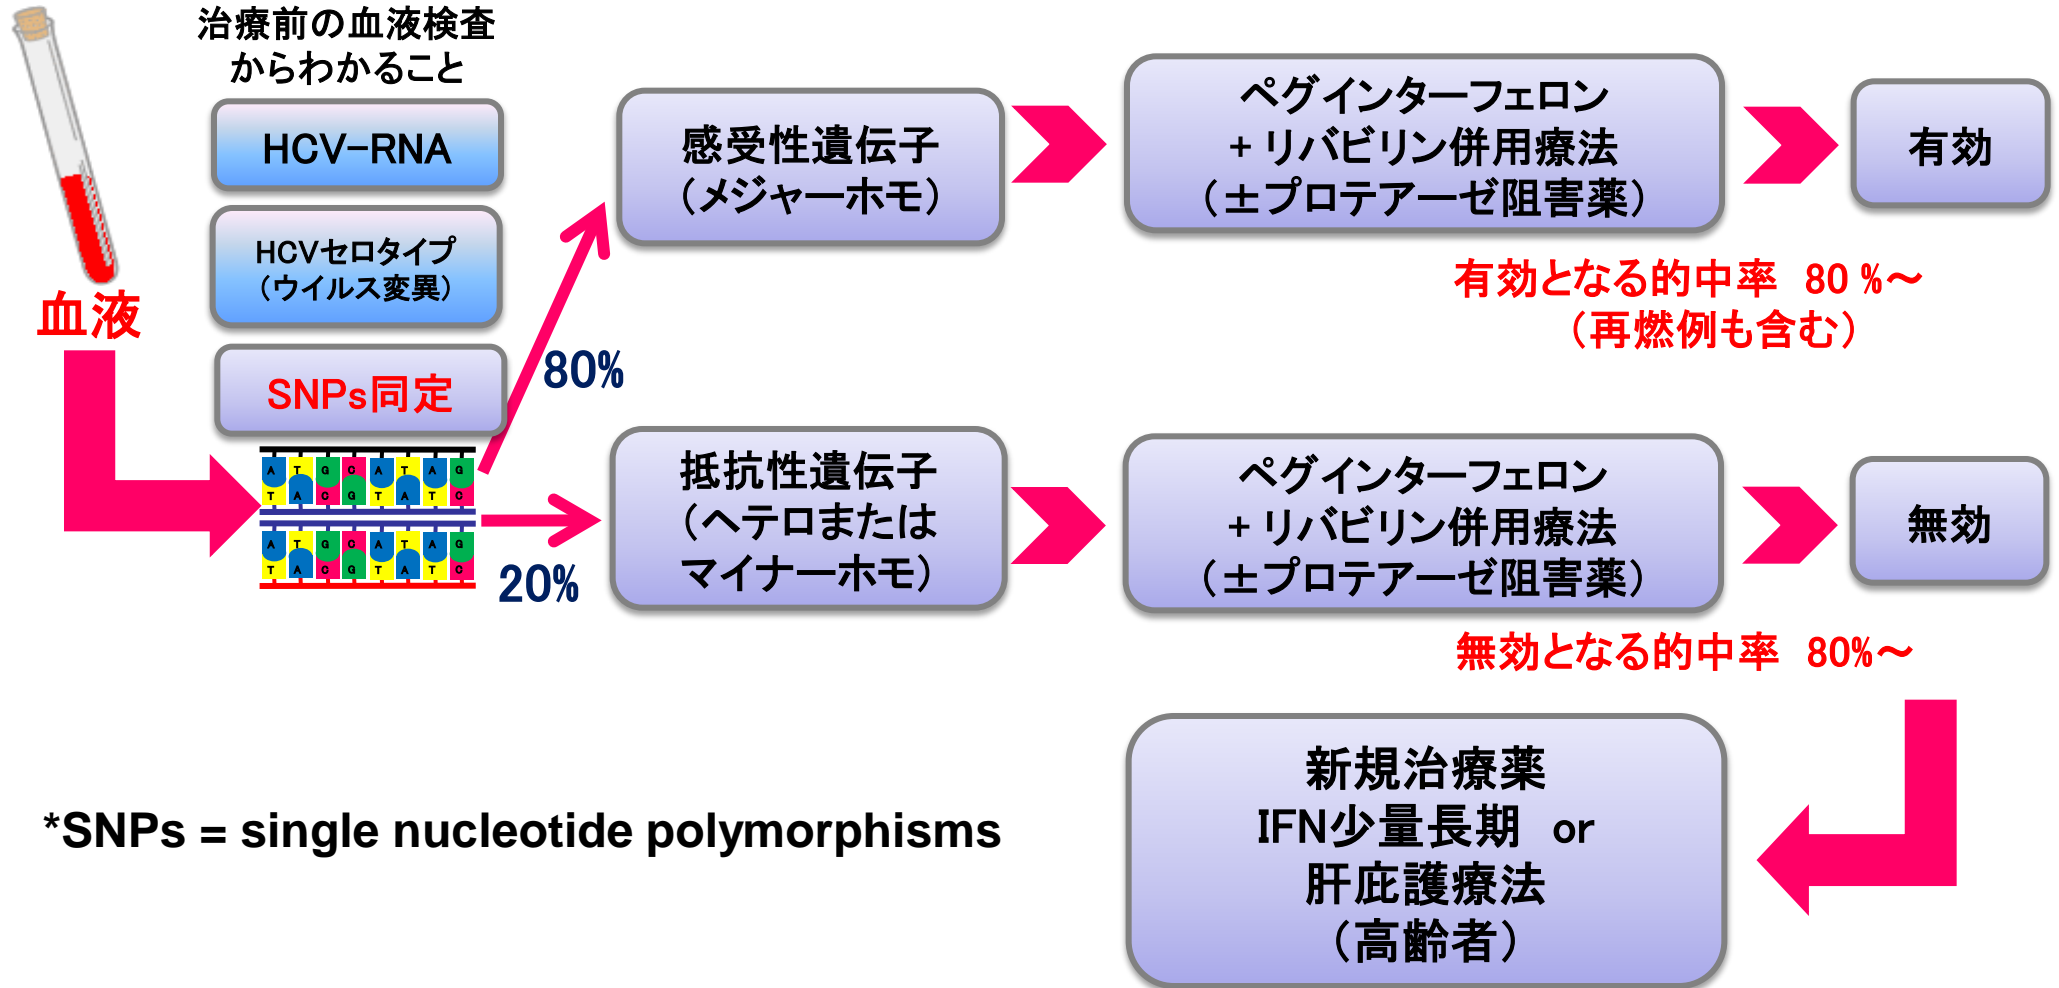 治療前の血液検査
からわかること
HCV-RNA
HCVセロタイプ
（ウイルス変異）
SNPs同定
血液
A T G C A T A G
T A C G T A T C
A T G C A T A G
T A C G T A T C
80%
20%
感受性遺伝子
（メジャーホモ）
ペグインターフェロン
+リバビリン併用療法
（±プロテアーゼ阻害薬）
有効
有効となる的中率 80 %～
（再燃例も含む）
抵抗性遺伝子
（ヘテロまたは
マイナーホモ）
ペグインターフェロン
+リバビリン併用療法
（±プロテアーゼ阻害薬）
無効
無効となる的中率 80%～
新規治療薬
IFN少量長期 or
肝庇護療法
（高齢者）
*SNPs = single nucleotide polymorphisms